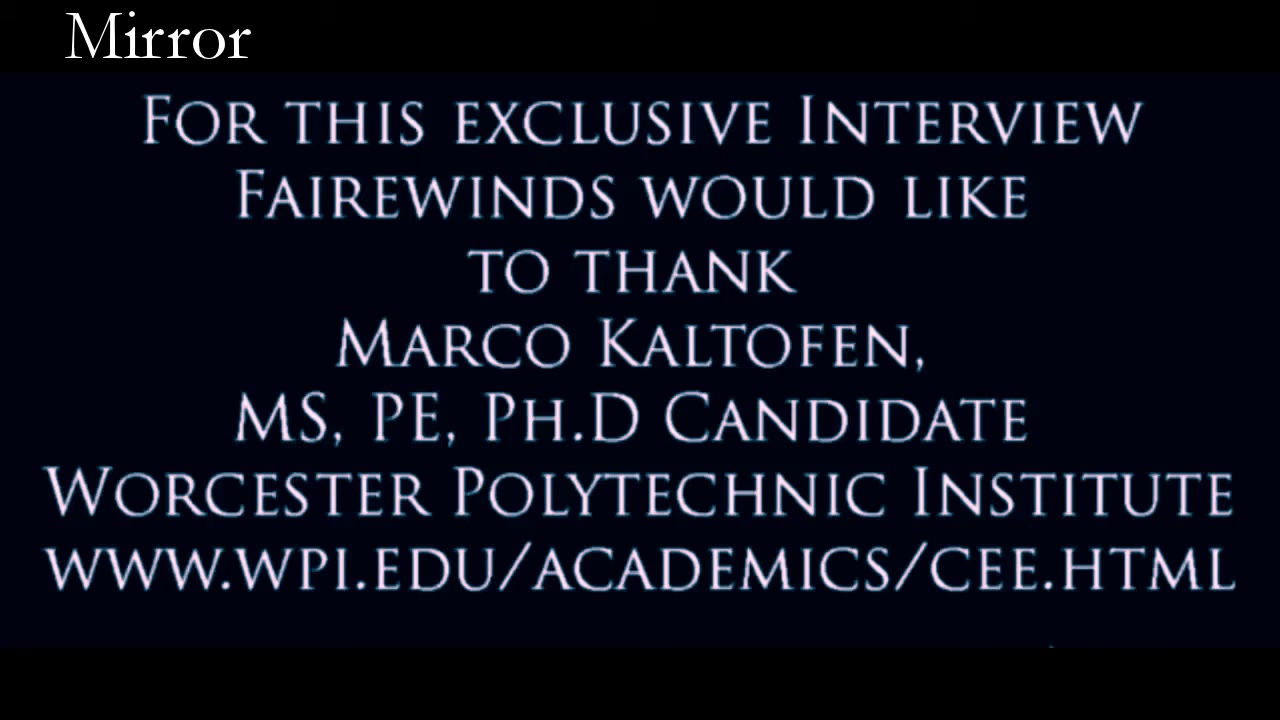 Mirror
For this exclusive Interview
Fairewinds would like
to thank
Marco Kaltofen,
MS, PE, Ph.D Candidate
Worcester Polytechnic Institute
www.wpi.edu/academics/cee.html